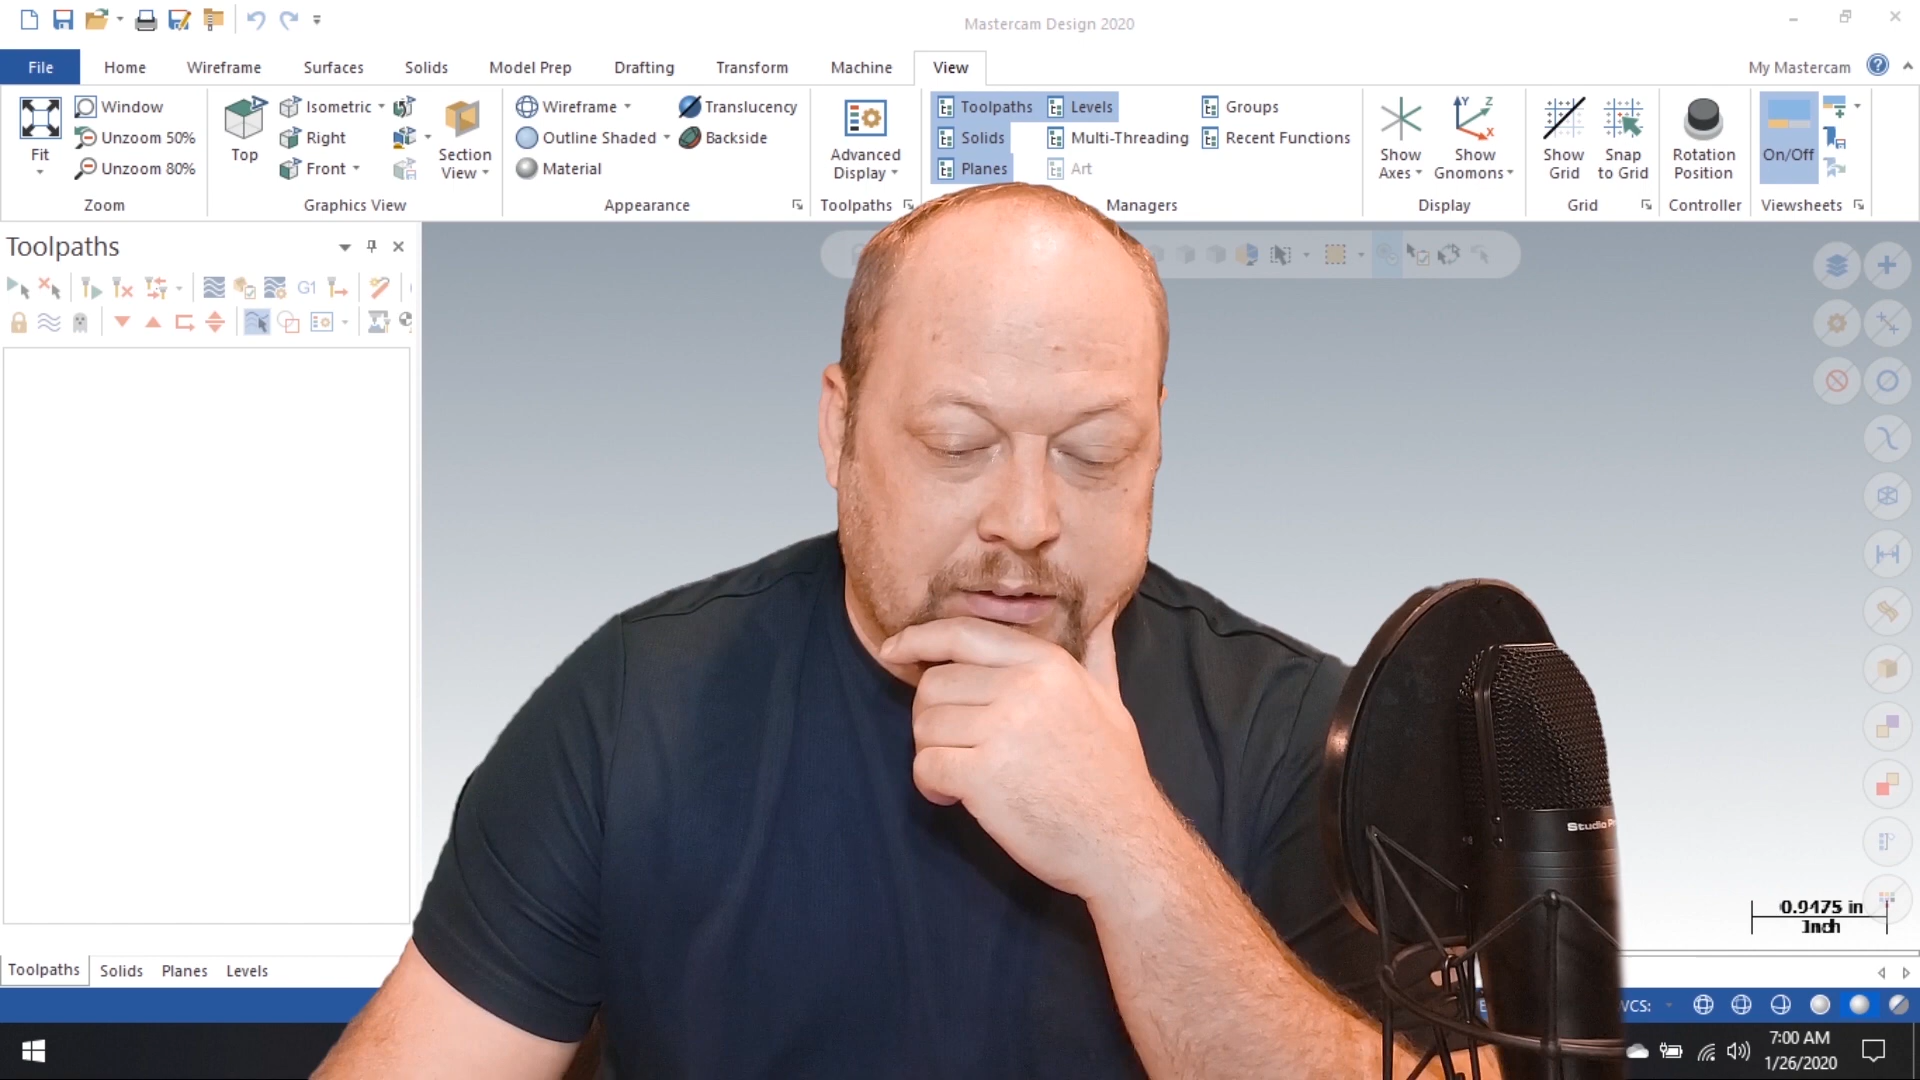 Mastercam Design 2020
File Home Wireframe Surfaces Solids Model Prep Drafting Transform Machine View My Mastercam
Window Isometric Wireframe Translucency Toolpaths Levels Groups
Unzoom 50% Right Outline Shaded Backside Solids Multi-Threading Recent Functions
Fit Top Section View Advanced Display Show Axes Show Gnomons Show Grid Snap to Grid Rotation Position On/Off
Unzoom 80% Front Material Planes Art
Zoom Graphics View Appearance Toolpaths Managers Display Grid Controller Viewsheets
Toolpaths
G1
0.9475 in
Inch
Studio
Toolpaths Solids Planes Levels
WCS:
7:00 AM
1/26/2020